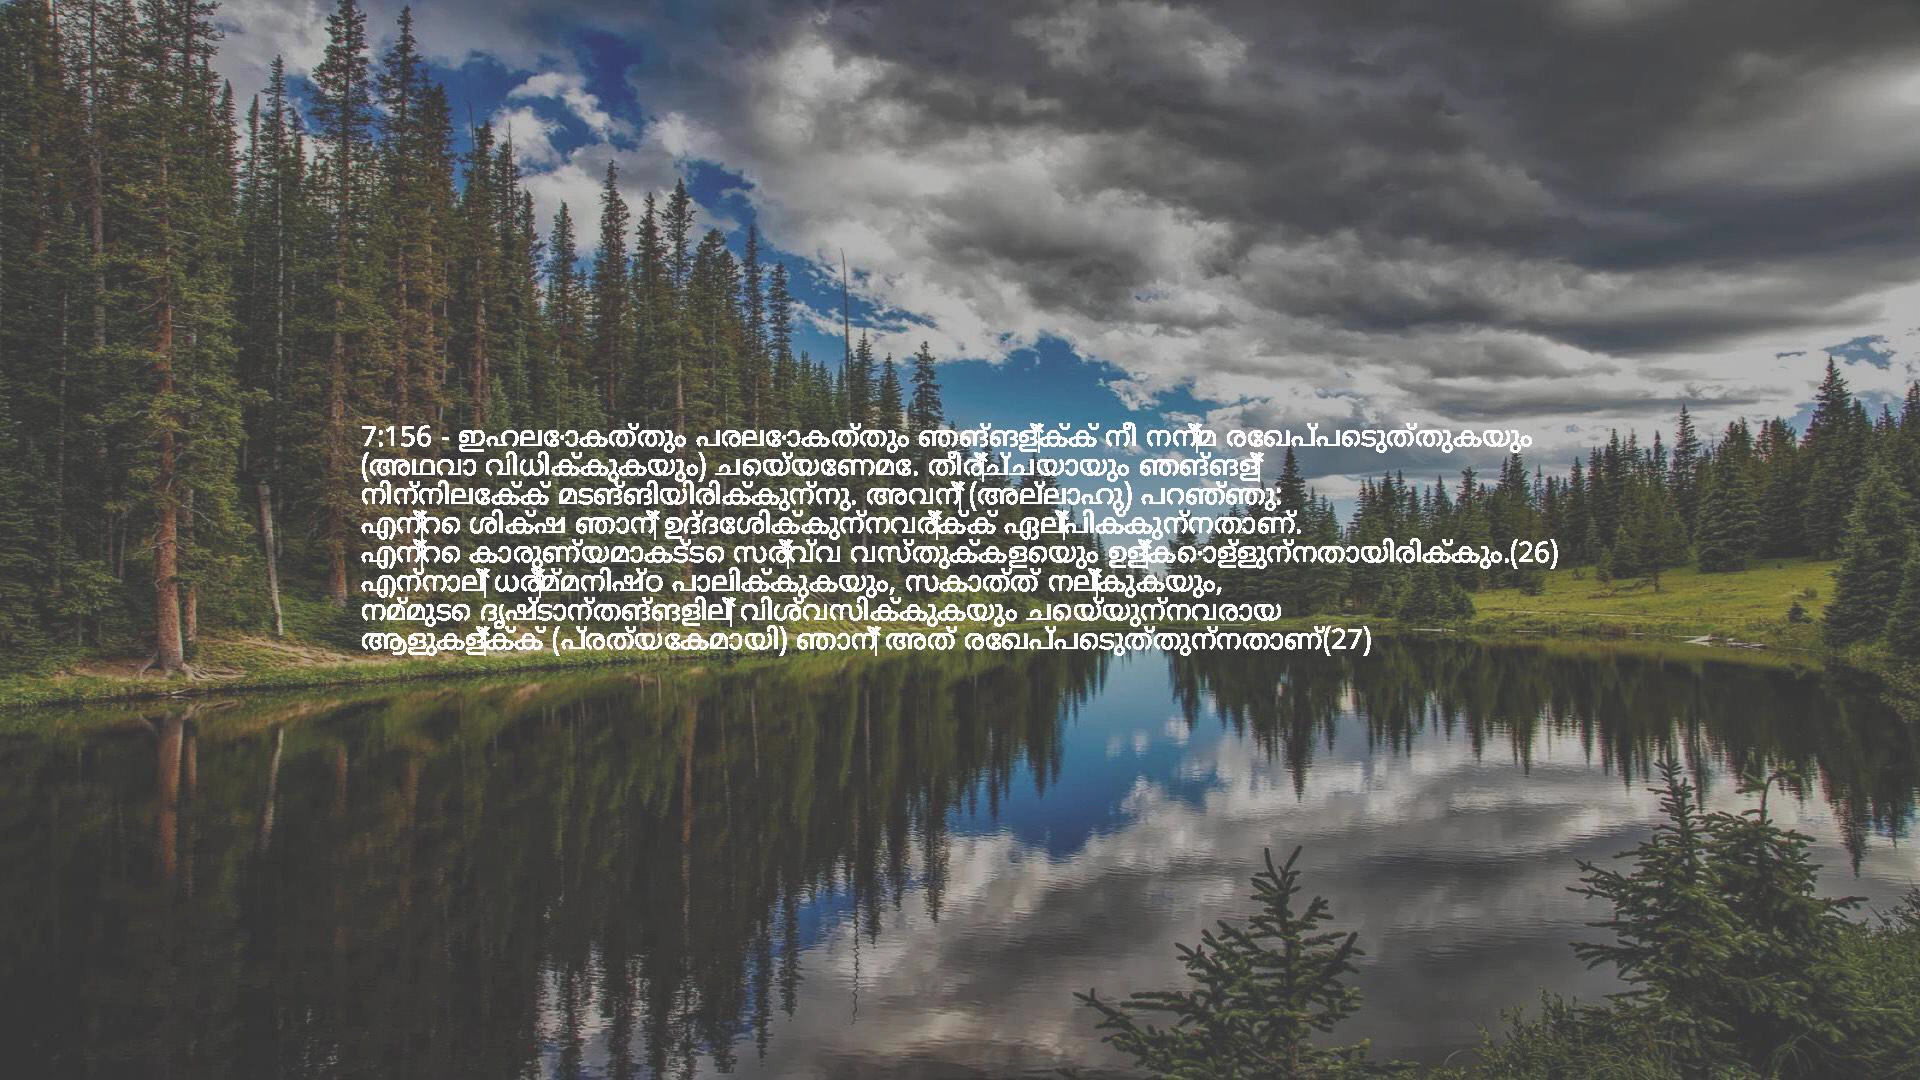 7:156 - ഇഹലോകത്തും പരലോകത്തും ഞങ്ങള്‍ക്ക് നീ നന്‍മ രേഖപ്പെടുത്തുകയും
(അഥവാ വിധിക്കുകയും) ചെയ്യേണമേ. തീര്‍ച്ചയായും ഞങ്ങള്‍
നിന്നിലേക്ക് മടങ്ങിയിരിക്കുന്നു. അവന്‍ (അല്ലാഹു) പറഞ്ഞു:
എന്‍റെ ശിക്ഷ ഞാന്‍ ഉദ്ദേശിക്കുന്നവര്‍ക്ക് ഏല്‍പിക്കുന്നതാണ്.
എന്‍റെ കാരുണ്യമാകട്ടെ സര്‍വ്വ വസ്തുക്കളെയും ഉള്‍കൊള്ളുന്നതായിരിക്കും.(26)
എന്നാല്‍ ധര്‍മ്മനിഷ്ഠ പാലിക്കുകയും, സകാത്ത് നല്‍കുകയും,
നമ്മുടെ ദൃഷ്ടാന്തങ്ങളില്‍ വിശ്വസിക്കുകയും ചെയ്യുന്നവരായ
ആളുകള്‍ക്ക് (പ്രത്യേകമായി) ഞാന്‍ അത് രേഖപ്പെടുത്തുന്നതാണ്(27)